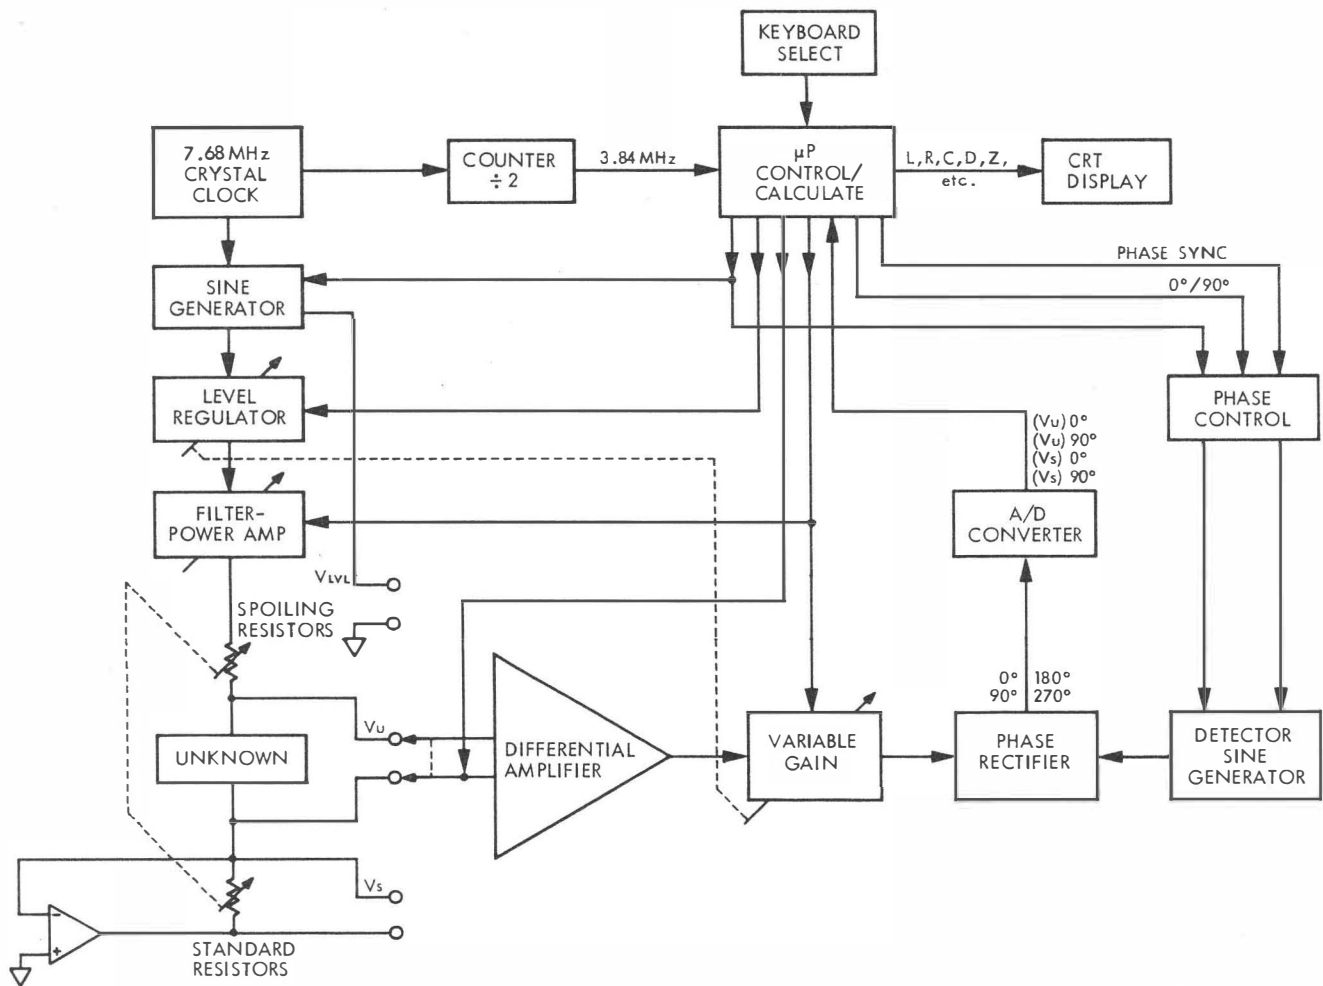 KEYBOARD
SELECT
7.68 MHz
CRYSTAL
CLOCK
COUNTER
÷2
3.84 MHz
µP
CONTROL/
CALCULATE
L,R,C,D,Z,
etc.
CRT
DISPLAY
PHASE SYNC
0°/90°
SINE
GENERATOR
LEVEL
REGULATOR
PHASE
CONTROL
(Vu) 0°
(Vu) 90°
(Vs) 0°
(Vs) 90°
FILTER-
POWER AMP
A/D
CONVERTER
VLVL
SPOILING
RESISTORS
0° 180°
90° 270°
Vu
UNKNOWN
DIFFERENTIAL
AMPLIFIER
VARIABLE
GAIN
PHASE
RECTIFIER
DETECTOR
SINE
GENERATOR
Vs
-
+
STANDARD
RESISTORS